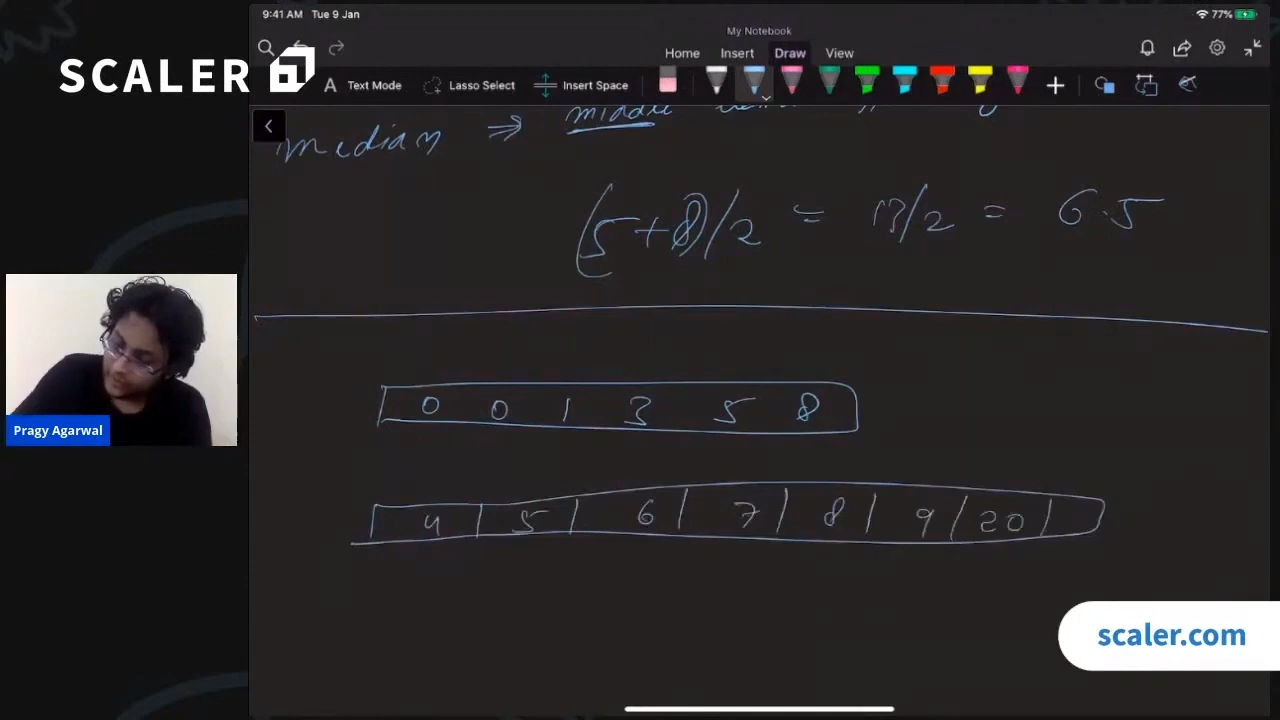 9:41 AM Tue 9 Jan
77%
My Notebook
SCALER
Home Insert Draw View
Text Mode Lasso Select Insert Space
median ⇒ middle
(5+8)/2 = 13/2 = 6.5
0 0 1 3 5 8
Pragy Agarwal
4 5 6 7 8 9 20
scaler.com